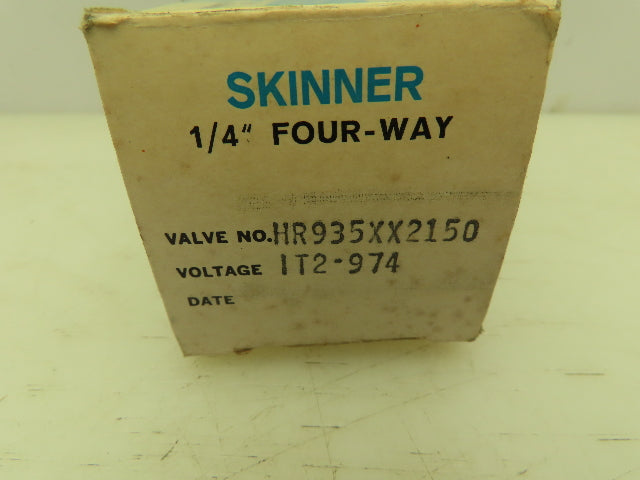 SKINNER
1/4" FOUR-WAY
VALVE NO. HR935XX2150
VOLTAGE IT2-974
DATE